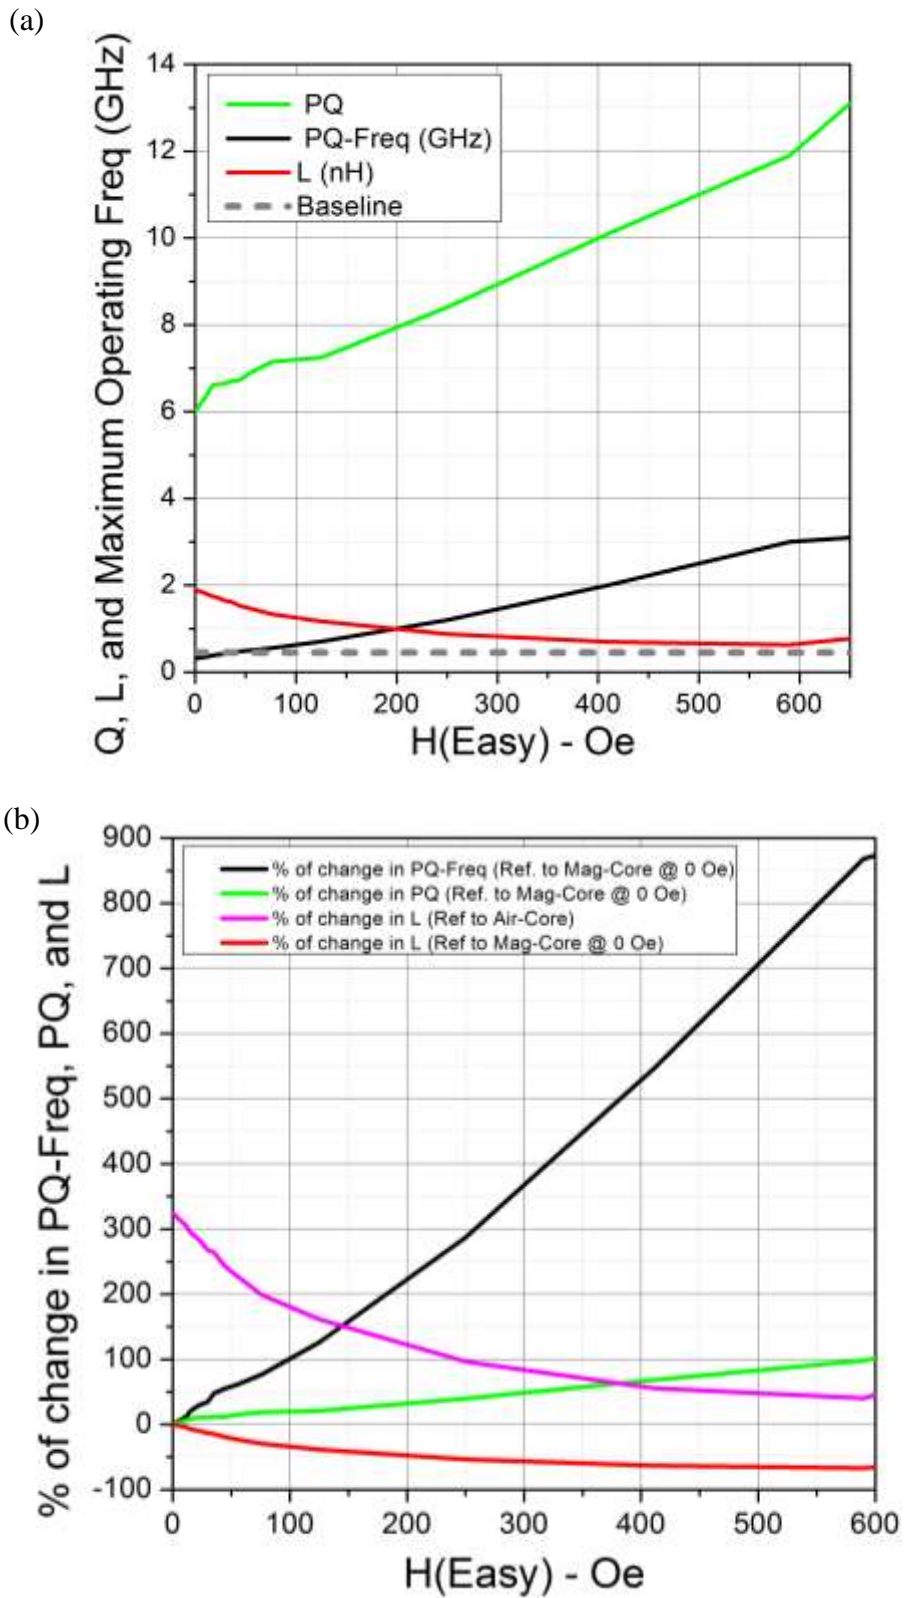 (a)
Q, L, and Maximum Operating Freq (GHz)
14
12
10
8
6
4
2
0
PQ
PQ-Freq (GHz)
L (nH)
Baseline
0 100 200 300 400 500 600
H(Easy) - Oe
(b)
% of change in PQ-Freq, PQ, and L
900
800
700
600
500
400
300
200
100
0
-100
% of change in PQ-Freq (Ref. to Mag-Core @ 0 Oe)
% of change in PQ (Ref. to Mag-Core @ 0 Oe)
% of change in L (Ref to Air-Core)
% of change in L (Ref to Mag-Core @ 0 Oe)
0 100 200 300 400 500 600
H(Easy) - Oe